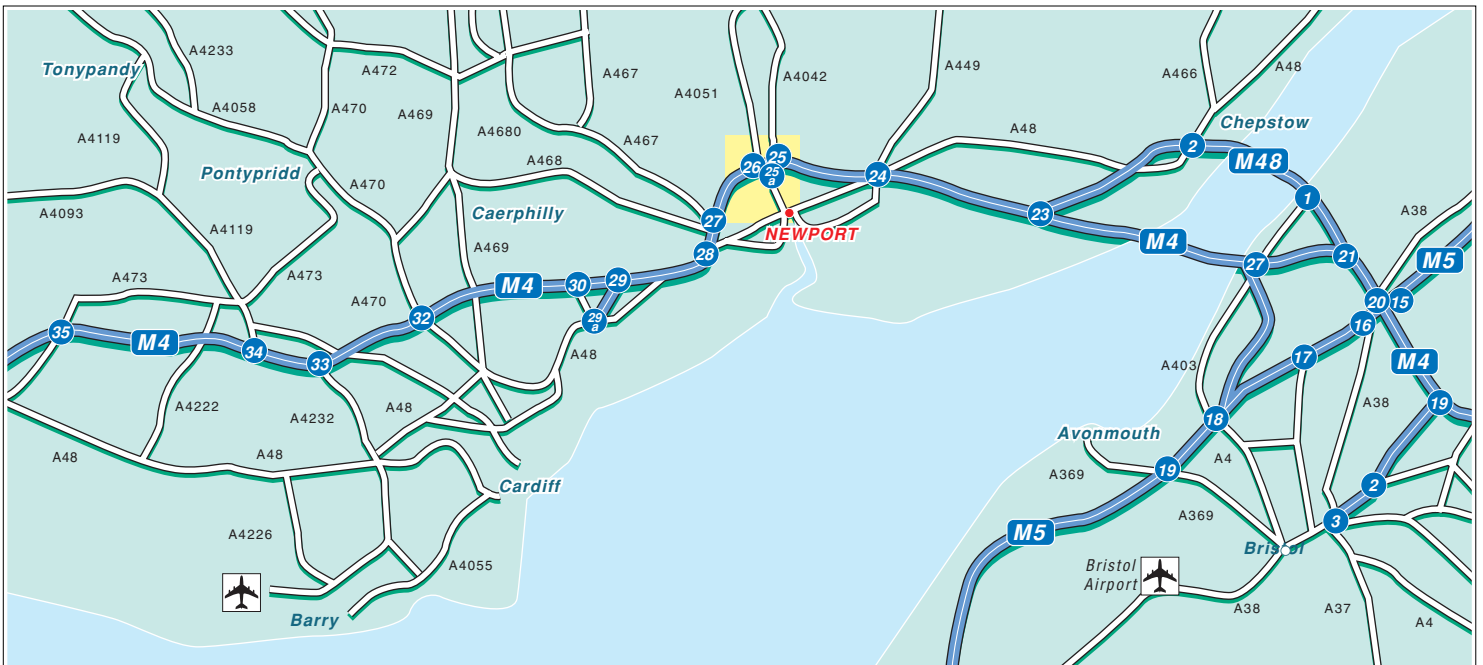 A4233
Tonypandy
A472
A467
A4042
A449
A466
A48
A4058
A470
A469
A4051
Chepstow
A4119
A4680
A467
A48
2
M48
Pontypridd
A468
26
25
25
a
24
1
A470
A4093
Caerphilly
27
NEWPORT
23
A38
A4119
A469
28
M4
21
M5
A473
A473
27
A470
M4
30
29
20
15
32
29
a
16
35
M4
34
33
A48
17
M4
A403
A4222
A4232
A48
A38
19
18
Avonmouth
A48
A48
A4
A369
19
2
Cardiff
A369
3
A4226
M5
Bristol
A4055
Bristol
Airport
Barry
A38
A37
A4